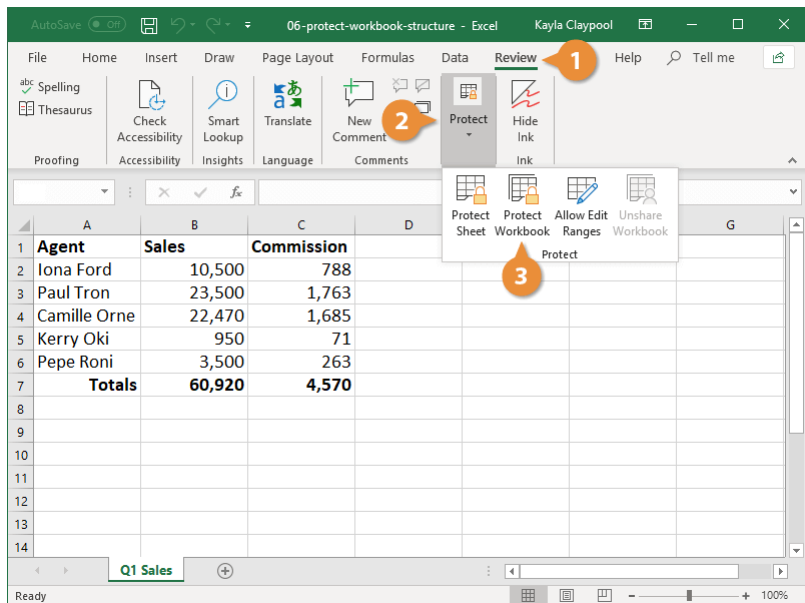 AutoSave Off 06-protect-workbook-structure - Excel Kayla Claypool
File Home Insert Draw Page Layout Formulas Data Review 1 Help Tell me
abc Spelling
Thesaurus
Check Accessibility
Smart Lookup
a あ Translate
New Comment
2
Protect
Hide Ink
Proofing Accessibility Insights Language Comments Ink
Protect Sheet
Protect Workbook
Allow Edit Ranges
Unshare Workbook
Protect
3
fx
A B C D G
1 Agent Sales Commission
2 Iona Ford 10,500 788
3 Paul Tron 23,500 1,763
4 Camille Orne 22,470 1,685
5 Kerry Oki 950 71
6 Pepe Roni 3,500 263
7 Totals 60,920 4,570
8
9
10
11
12
13
14
Q1 Sales
Ready 100%